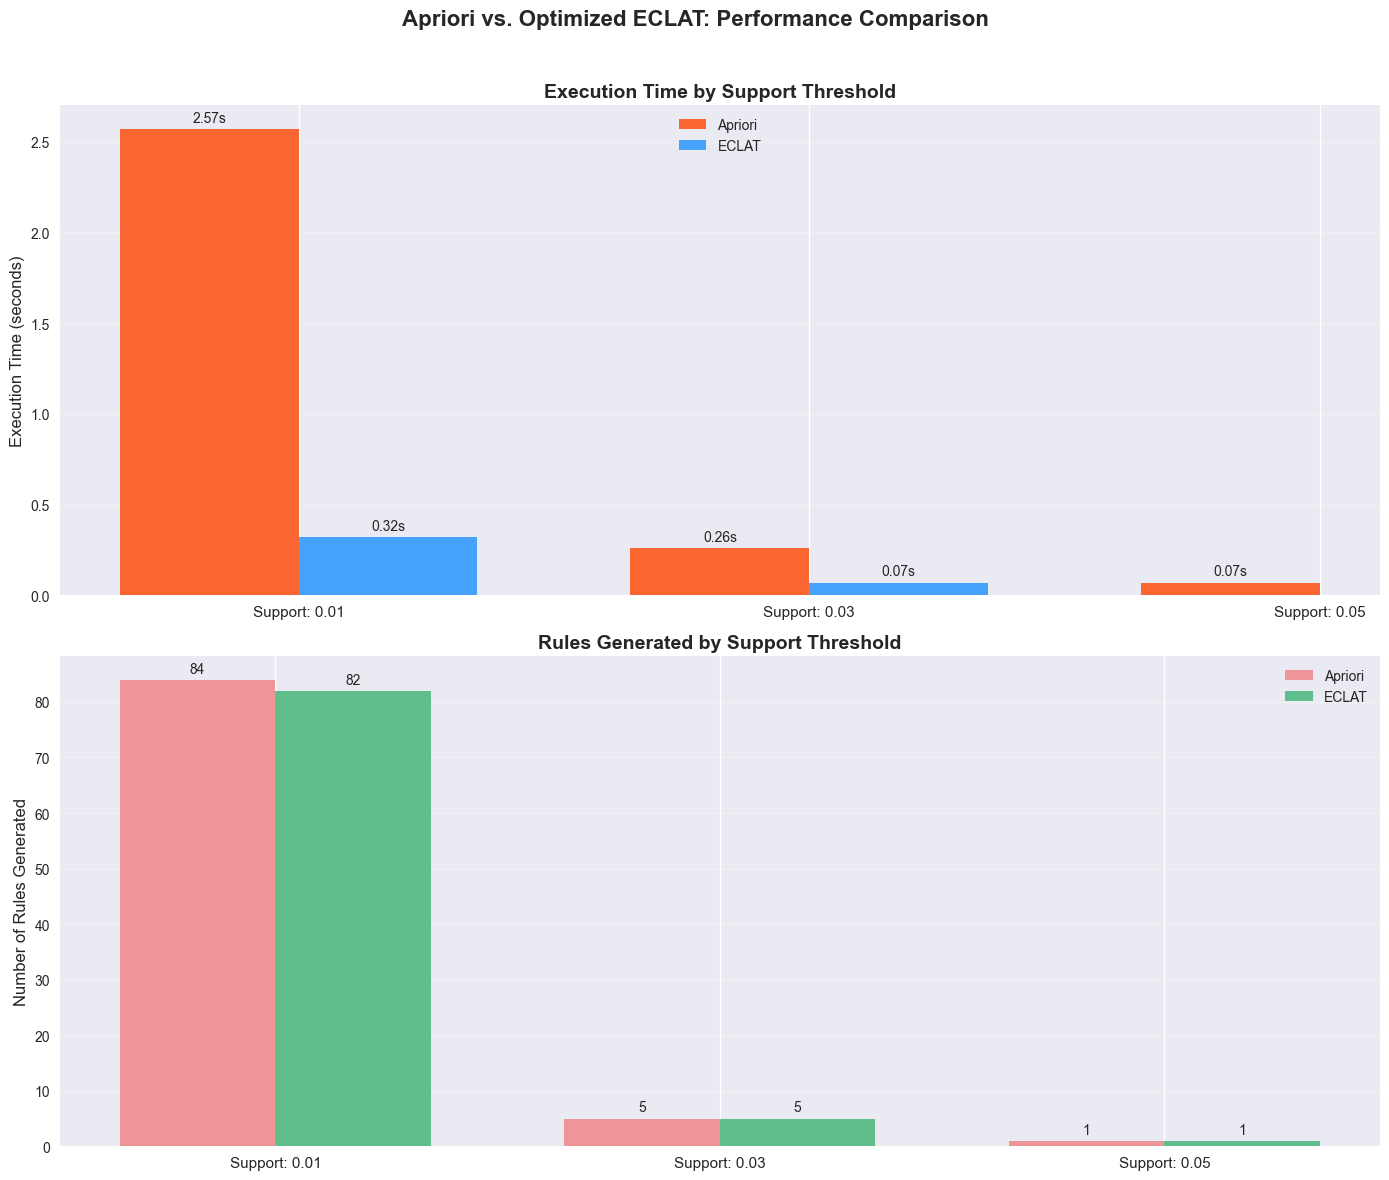 Apriori vs. Optimized ECLAT: Performance Comparison
Execution Time by Support Threshold
Execution Time (seconds)
2.5
2.0
1.5
1.0
0.5
0.0
2.57s
0.32s
0.26s
0.07s
0.07s
Apriori
ECLAT
Support: 0.01
Support: 0.03
Support: 0.05
Rules Generated by Support Threshold
Number of Rules Generated
80
70
60
50
40
30
20
10
0
84
82
5
5
1
1
Apriori
ECLAT
Support: 0.01
Support: 0.03
Support: 0.05